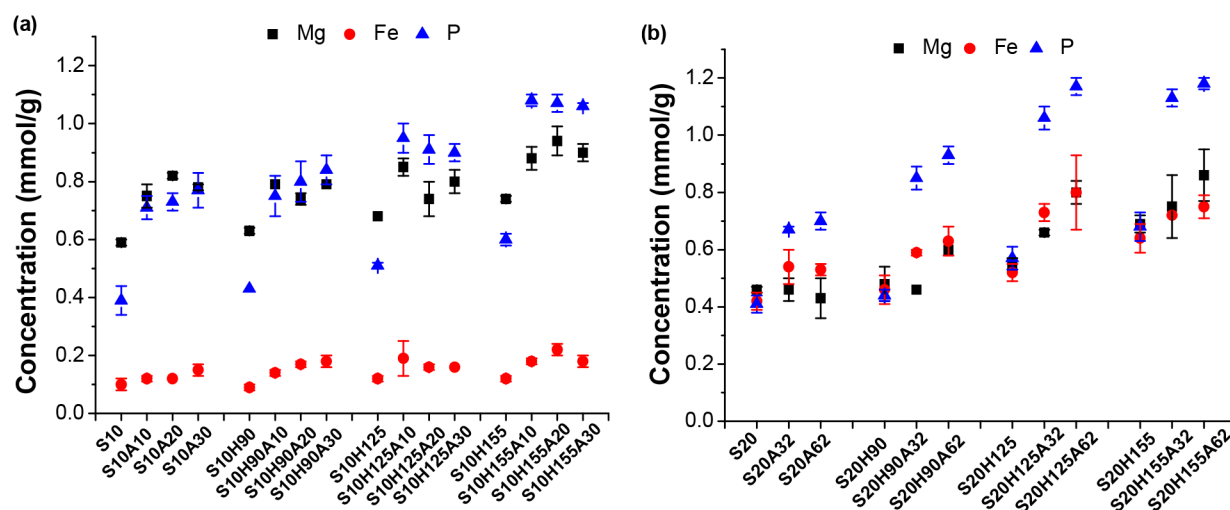 (a)
Mg Fe P
Concentration (mmol/g)
1.2
1.0
0.8
0.6
0.4
0.2
0.0
S10
S10A10
S10A20
S10A30
S10H90
S10H90A10
S10H90A20
S10H90A30
S10H125
S10H125A10
S10H125A20
S10H125A30
S10H155
S10H155A10
S10H155A20
S10H155A30
(b)
Mg Fe P
Concentration (mmol/g)
1.2
1.0
0.8
0.6
0.4
0.2
0.0
S20
S20A32
S20A62
S20H90
S20H90A32
S20H90A62
S20H125
S20H125A32
S20H125A62
S20H155
S20H155A32
S20H155A62